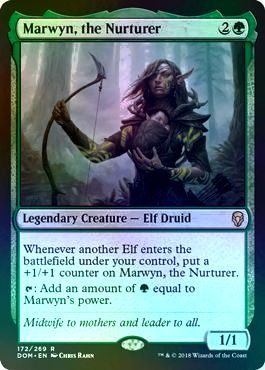 Marwyn, the Nurturer 2
Legendary Creature — Elf Druid
Whenever another Elf enters the
battlefield under your control, put a
+1/+1 counter on Marwyn, the Nurturer.
: Add an amount of equal to
Marwyn's power.
Midwife to mothers and leader to all.
1/1
172/269 R
DOM • EN Chris Rahn
™ & © 2018 Wizards of the Coast